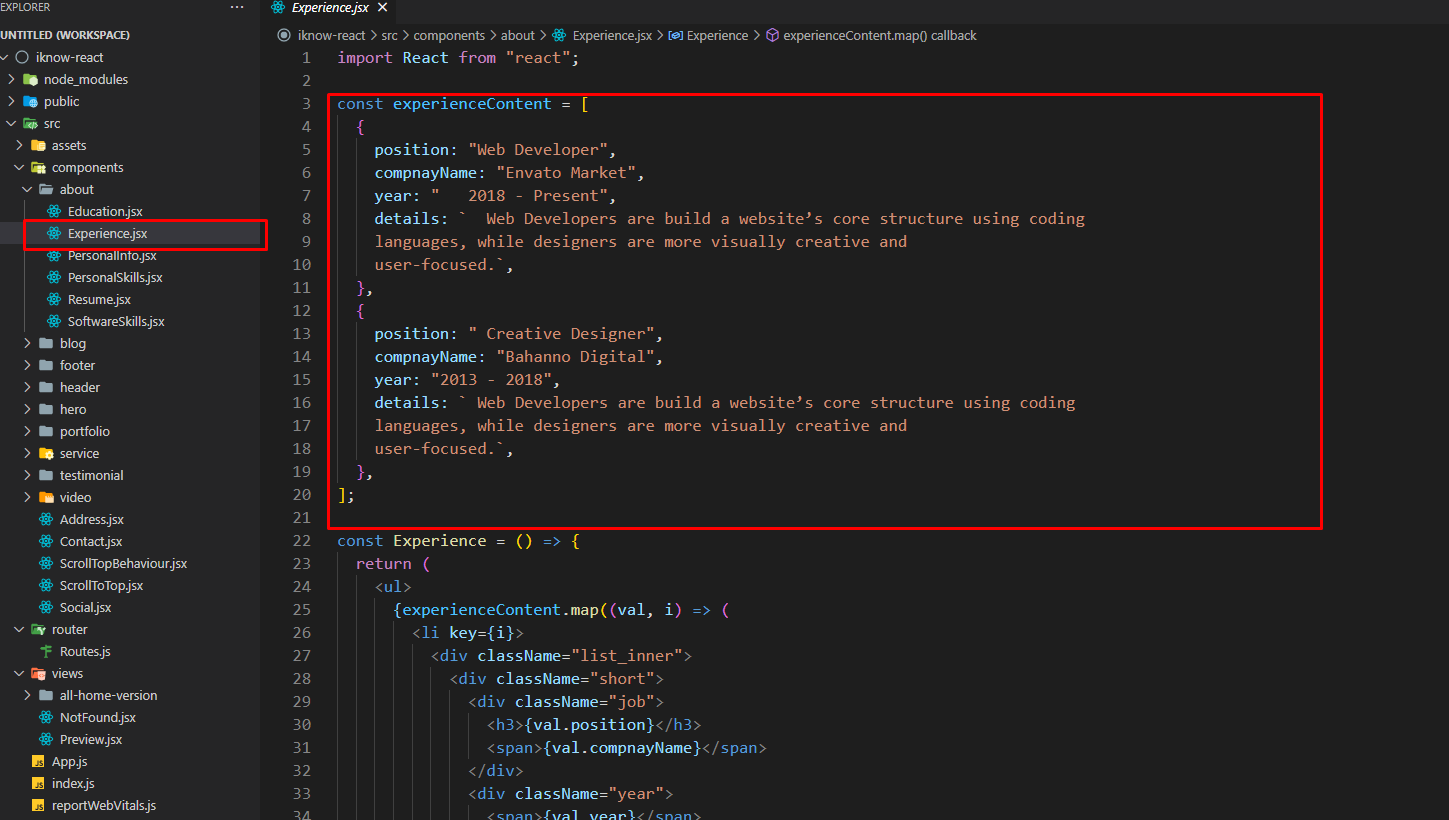 EXPLORER
···
UNTITLED (WORKSPACE)
iknow-react
node_modules
public
src
assets
components
about
Education.jsx
Experience.jsx
PersonalInfo.jsx
PersonalSkills.jsx
Resume.jsx
SoftwareSkills.jsx
blog
footer
header
hero
portfolio
service
testimonial
video
Address.jsx
Contact.jsx
ScrollTopBehaviour.jsx
ScrollToTop.jsx
Social.jsx
router
Routes.js
views
all-home-version
NotFound.jsx
Preview.jsx
JS App.js
JS index.js
JS reportWebVitals.js
Experience.jsx ×
iknow-react > src > components > about > Experience.jsx > Experience > experienceContent.map() callback
1 import React from "react";
2
3 const experienceContent = [
4 {
5 position: "Web Developer",
6 compnayName: "Envato Market",
7 year: "   2018 - Present",
8 details: `  Web Developers are build a website’s core structure using coding
9 languages, while designers are more visually creative and
10 user-focused.`,
11 },
12 {
13 position: " Creative Designer",
14 compnayName: "Bahanno Digital",
15 year: "2013 - 2018",
16 details: ` Web Developers are build a website’s core structure using coding
17 languages, while designers are more visually creative and
18 user-focused.`,
19 },
20 ];
21
22 const Experience = () => {
23 return (
24 <ul>
25 {experienceContent.map((val, i) => (
26 <li key={i}>
27 <div className="list_inner">
28 <div className="short">
29 <div className="job">
30 <h3>{val.position}</h3>
31 <span>{val.compnayName}</span>
32 </div>
33 <div className="year">
34 <span>{val.year}</span>